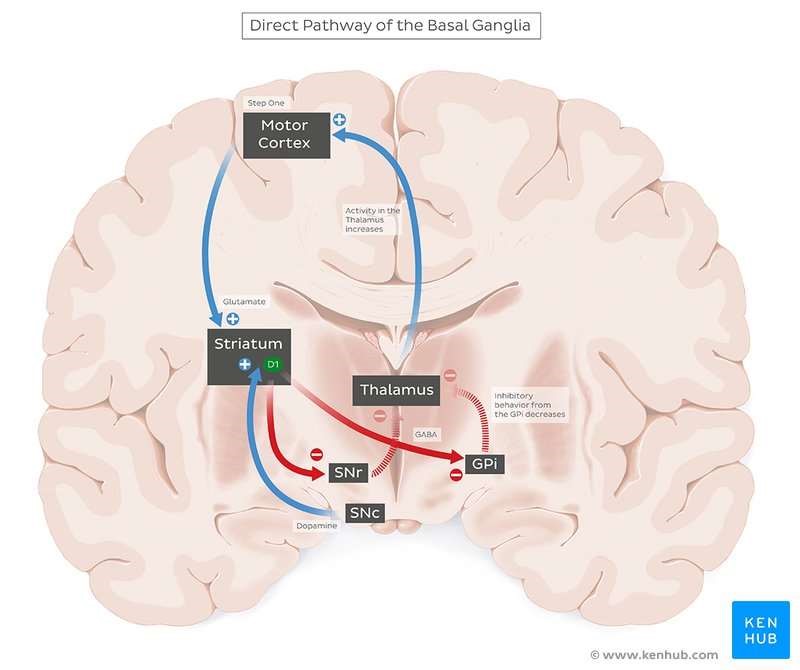 Direct Pathway of the Basal Ganglia
Step One
Motor
Cortex
+
Activity in the
Thalamus
increases
Glutamate
+
Striatum
+ D1
Thalamus
−
−
Inhibitory
behavior from
the GPi decreases
GABA
−
SNr
GPi
−
SNc
Dopamine
KEN
HUB
© www.kenhub.com